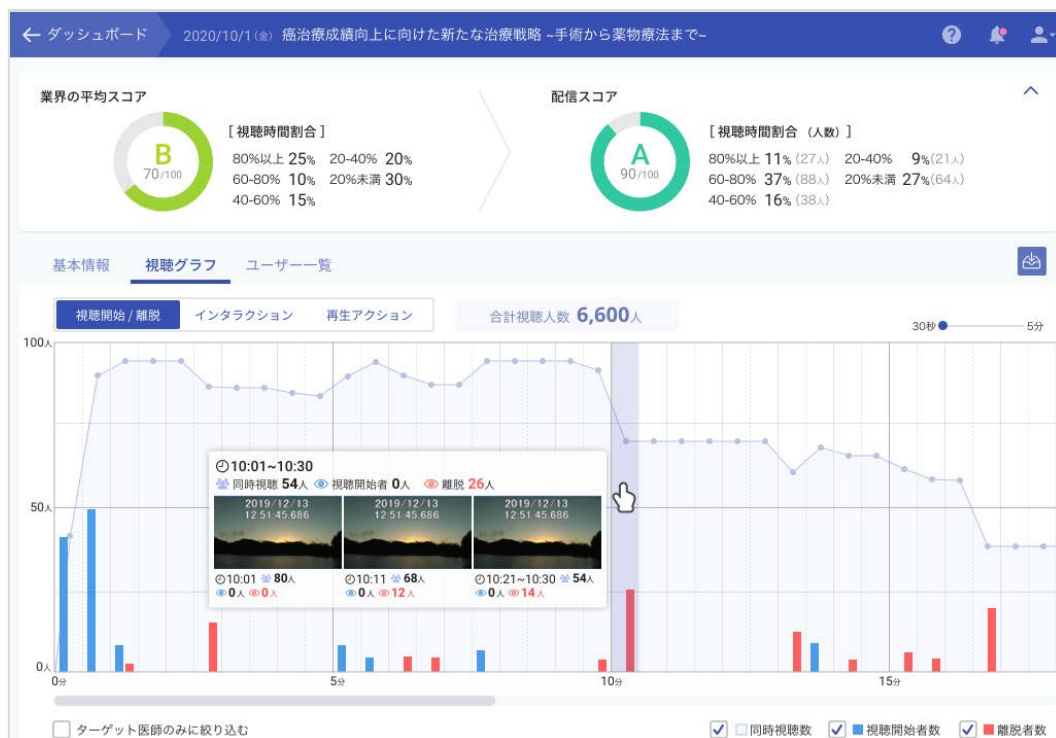 ← ダッシュボード 2020/10/1(金) 癌治療成績向上に向けた新たな治療戦略 ~手術から薬物療法まで~
業界の平均スコア
B
70/100
[ 視聴時間割合 ]
80%以上 25% 20-40% 20%
60-80% 10% 20%未満 30%
40-60% 15%
配信スコア
A
90/100
[ 視聴時間割合 (人数) ]
80%以上 11% (27人) 20-40% 9%(21人)
60-80% 37% (88人) 20%未満 27%(64人)
40-60% 16% (38人)
基本情報 視聴グラフ ユーザー一覧
視聴開始 / 離脱 インタラクション 再生アクション 合計視聴人数 6,600人
30秒 5分
100人
50人
0人
10:01~10:30
同時視聴 54人 視聴開始者 0人 離脱 26人
2019/12/13 2019/12/13 2019/12/13
12:51:45.686 12:51:45.686 12:51:45.686
10:01 80人 10:11 68人 10:21~10:30 54人
0人 0人 0人 12人 0人 14人
0分 5分 10分 15分
ターゲット医師のみに絞り込む 同時視聴数 視聴開始者数 離脱者数